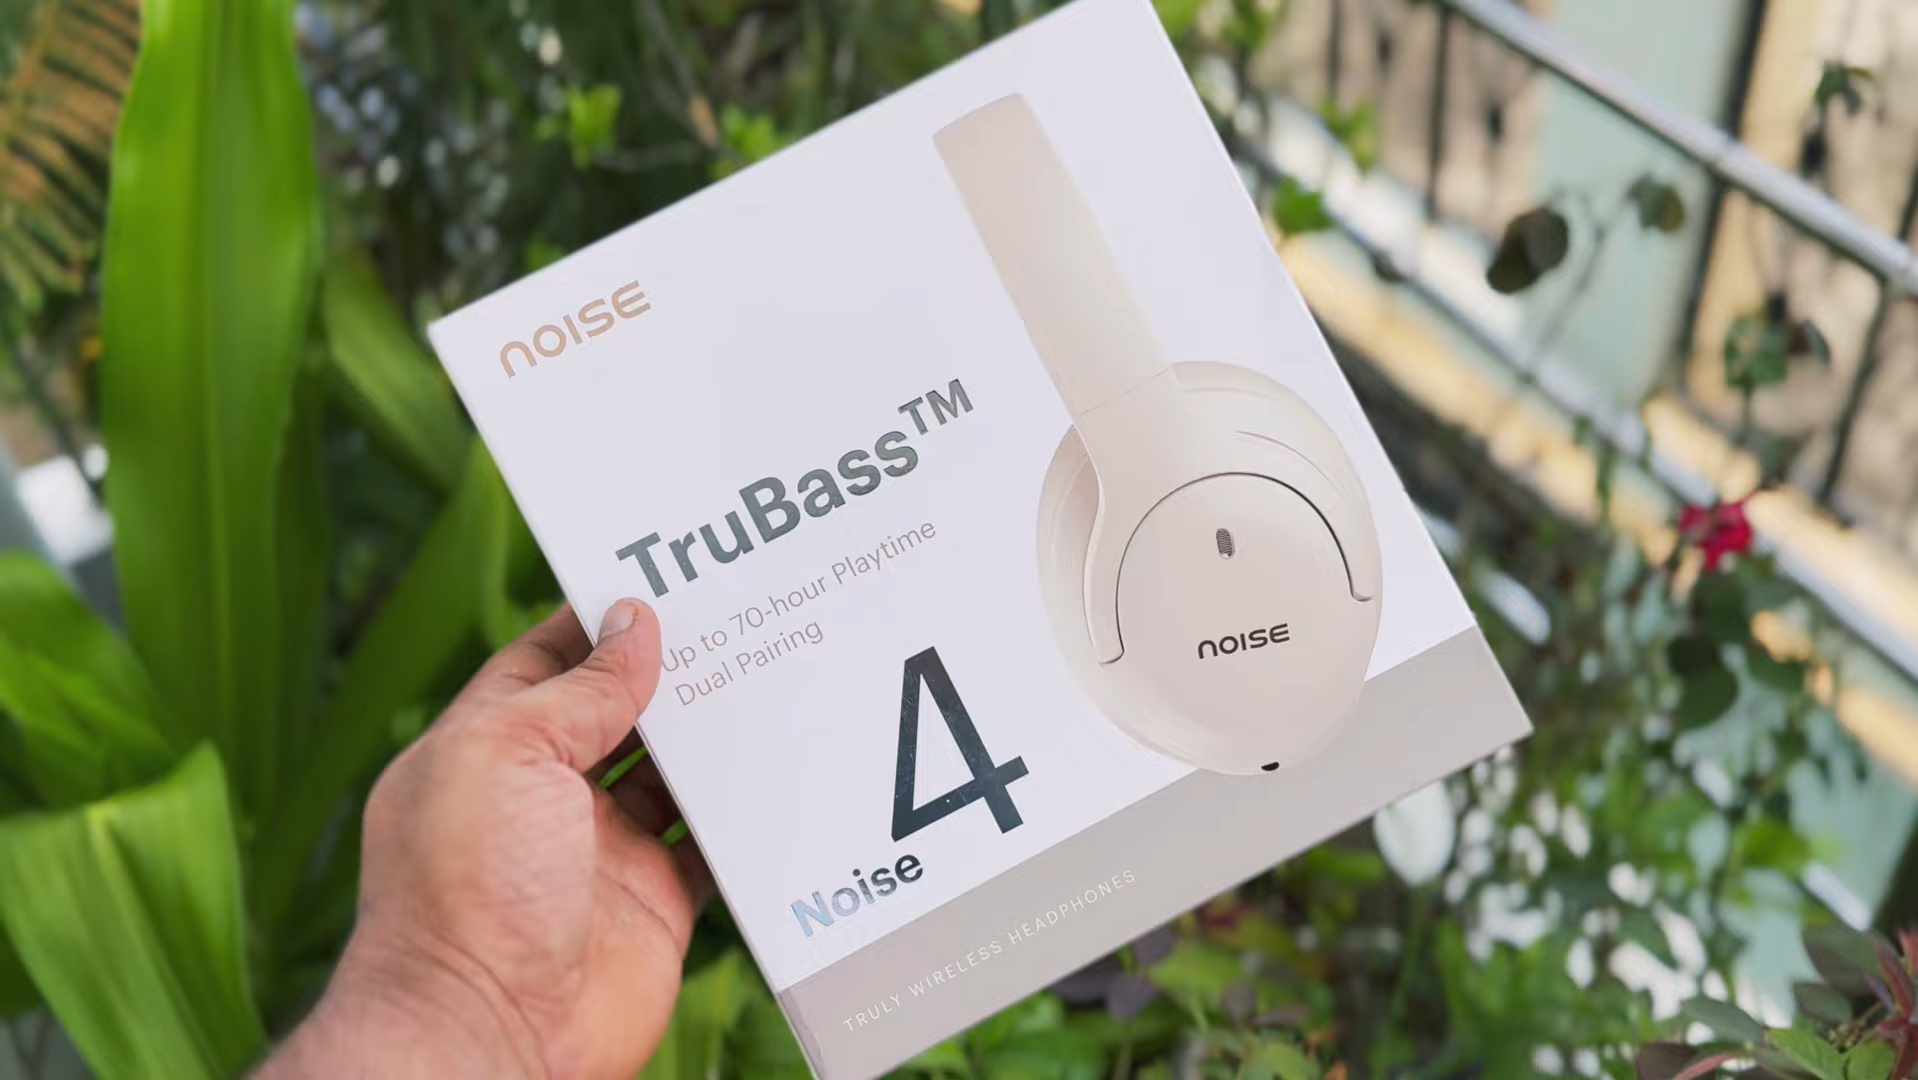 NOISE
TruBass™
Up to 70-hour Playtime
Dual Pairing
4
Noise
TRULY WIRELESS HEADPHONES
NOISE